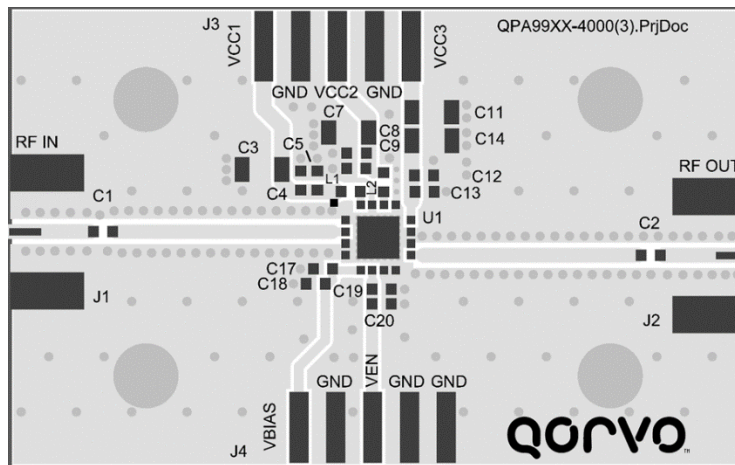 J3
VCC1
VCC3
QPA99XX-4000(3).PrjDoc
GND VCC2 GND
C7
C11
C8
C14
C5
C9
RF IN
C3
C12
RF OUT
L1
L2
C4
C13
C1
U1
C2
C17
C18
C19
J1
C20
J2
GND
VEN
GND GND
VBIAS
J4
QORVO
™